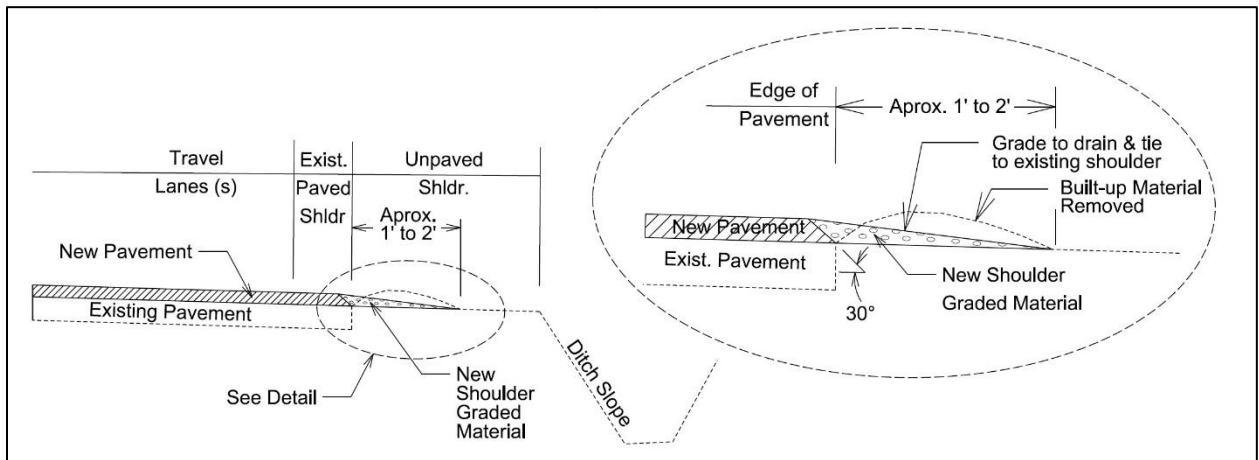 Travel
Lanes (s)
Exist.
Paved
Shldr
Unpaved
Shldr.
Aprox.
1' to 2'
New Pavement
Existing Pavement
See Detail
New
Shoulder
Graded
Material
Ditch Slope
Edge of
Pavement
Aprox. 1' to 2'
Grade to drain & tie
to existing shoulder
Built-up Material
Removed
New Pavement
Exist. Pavement
New Shoulder
Graded Material
30°